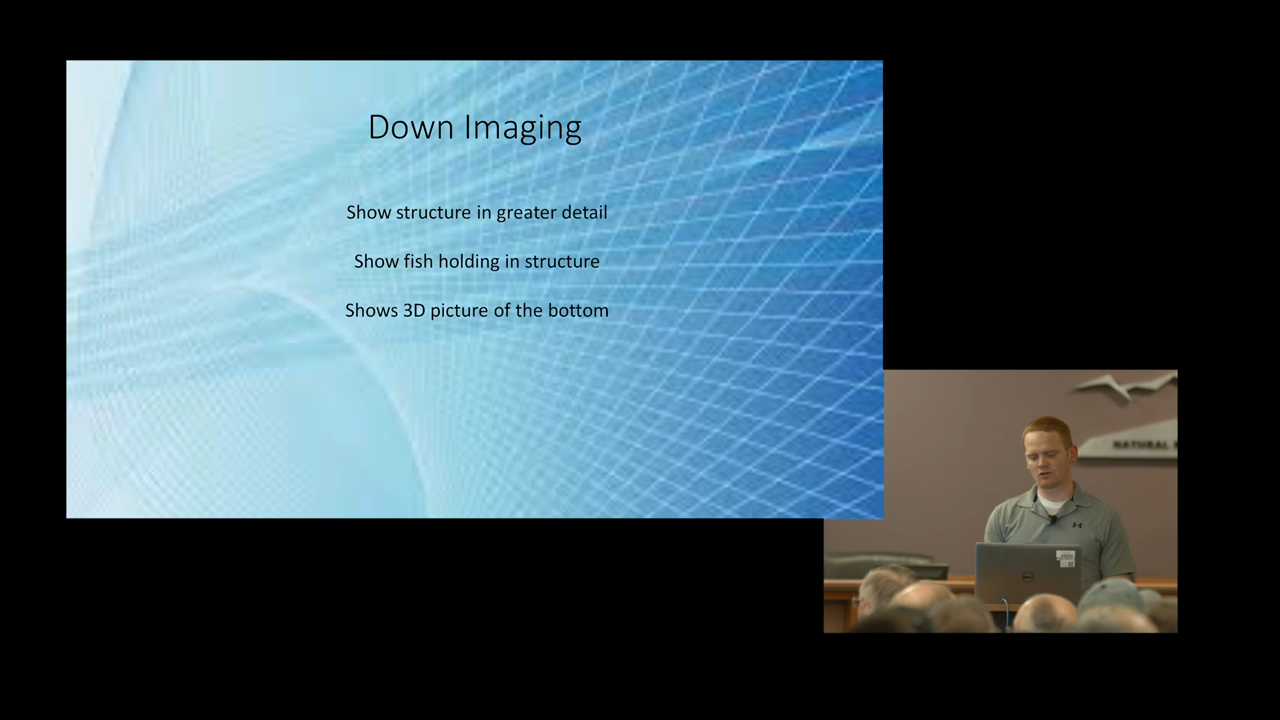 Down Imaging
Show structure in greater detail
Show fish holding in structure
Shows 3D picture of the bottom
NATURAL
DELL